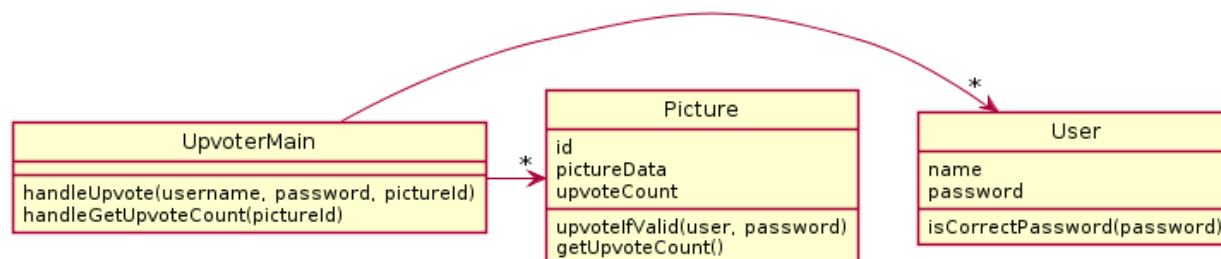 *
UpvoterMain
handleUpvote(username, password, pictureId)
handleGetUpvoteCount(pictureId)
*
Picture
id
pictureData
upvoteCount
upvoteIfValid(user, password)
getUpvoteCount()
User
name
password
isCorrectPassword(password)